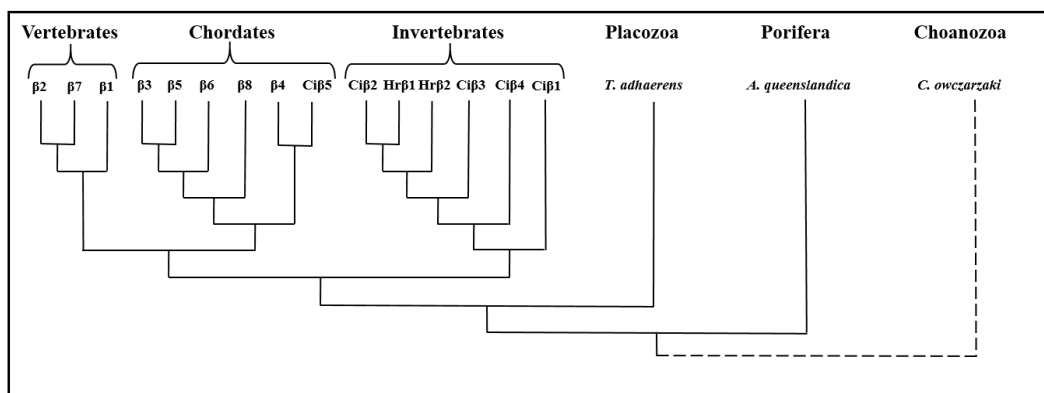 Vertebrates Chordates Invertebrates Placozoa Porifera Choanozoa
β2 β7 β1 β3 β5 β6 β8 β4 Ciβ5 Ciβ2 Hrβ1 Hrβ2 Ciβ3 Ciβ4 Ciβ1 T. adhaerens A. queenslandica C. owczarzaki